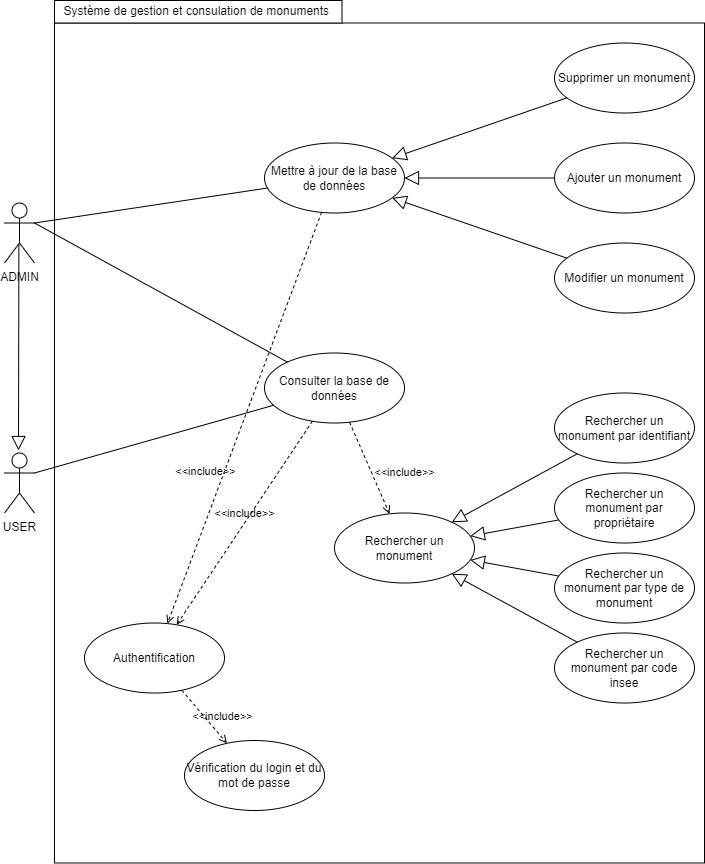 Système de gestion et consulation de monuments
Supprimer un monument
Mettre à jour de la base
de données
Ajouter un monument
Modifier un monument
ADMIN
Consulter la base de
données
Rechercher un
monument par identifiant
<<include>>
<<include>>
<<include>>
Rechercher un
monument par
propriétaire
USER
Rechercher un
monument
Rechercher un
monument par type de
monument
Rechercher un
monument par code
insee
Authentification
<<include>>
Vérification du login et du
mot de passe